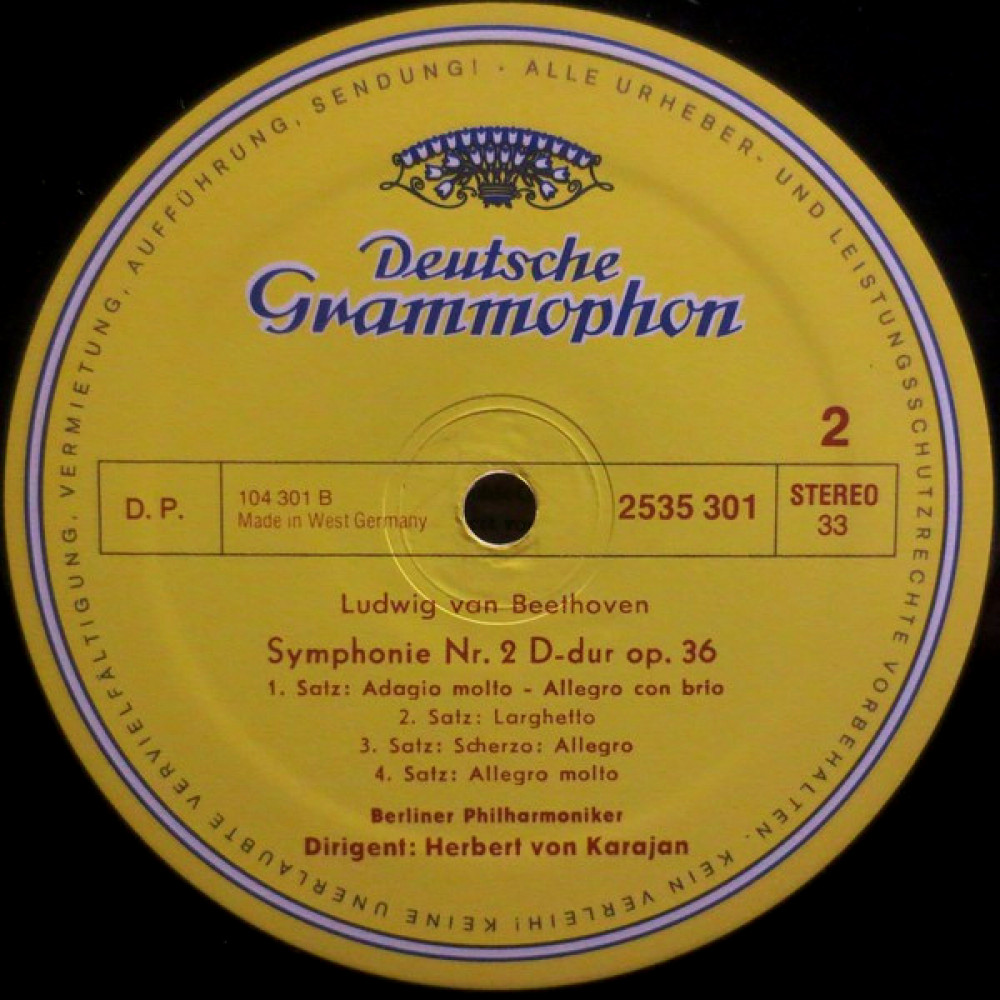 ALLE URHEBER- UND LEISTUNGSSCHUTZRECHTE VORBEHALTEN. KEIN VERLEIH! KEINE UNERLAUBTE VERVIELFÄLTIGUNG, VERMIETUNG, AUFFÜHRUNG, SENDUNG! ·
Deutsche
Grammophon
2
D. P.
104 301 B
Made in West Germany
2535 301
STEREO
33
Ludwig van Beethoven
Symphonie Nr. 2 D-dur op. 36
1. Satz: Adagio molto - Allegro con brio
2. Satz: Larghetto
3. Satz: Scherzo: Allegro
4. Satz: Allegro molto
Berliner Philharmoniker
Dirigent: Herbert von Karajan